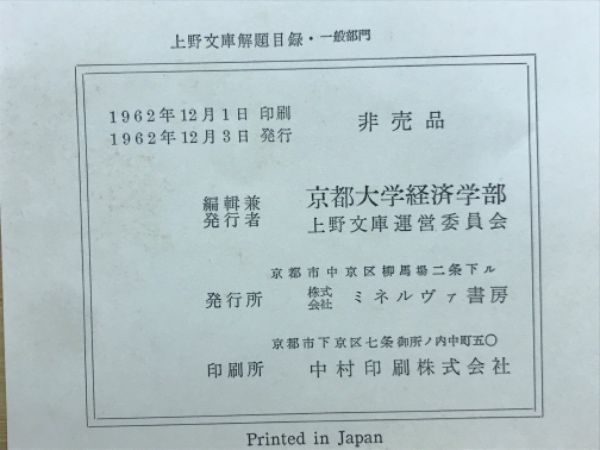 上野文庫解題目録・一般部門
1962年12月1日 印刷
1962年12月3日 発行
非売品
編輯兼
発行者
京都大学経済学部
上野文庫運営委員会
京都市中京区柳馬場二条下ル
発行所 株式会社 ミネルヴァ書房
京都市下京区七条御所ノ内中町五〇
印刷所 中村印刷株式会社
Printed in Japan